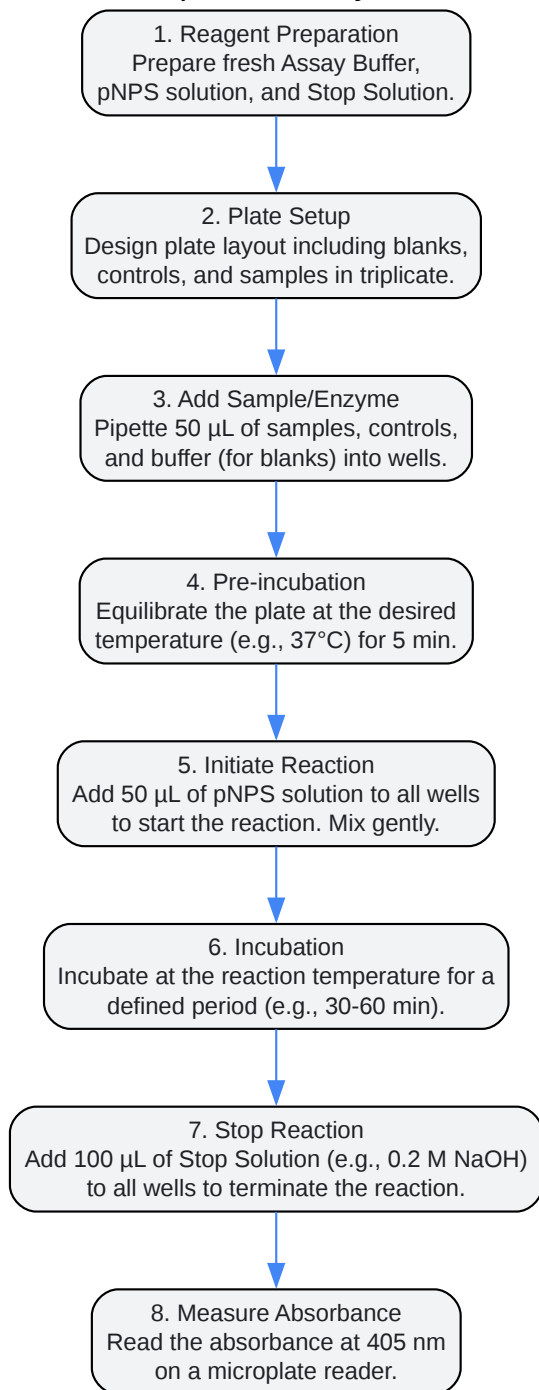 1. Reagent Preparation
Prepare fresh Assay Buffer,
pNPS solution, and Stop Solution.
2. Plate Setup
Design plate layout including blanks,
controls, and samples in triplicate.
3. Add Sample/Enzyme
Pipette 50 µL of samples, controls,
and buffer (for blanks) into wells.
4. Pre-incubation
Equilibrate the plate at the desired
temperature (e.g., 37°C) for 5 min.
5. Initiate Reaction
Add 50 µL of pNPS solution to all wells
to start the reaction. Mix gently.
6. Incubation
Incubate at the reaction temperature for a
defined period (e.g., 30-60 min).
7. Stop Reaction
Add 100 µL of Stop Solution (e.g., 0.2 M NaOH)
to all wells to terminate the reaction.
8. Measure Absorbance
Read the absorbance at 405 nm
on a microplate reader.